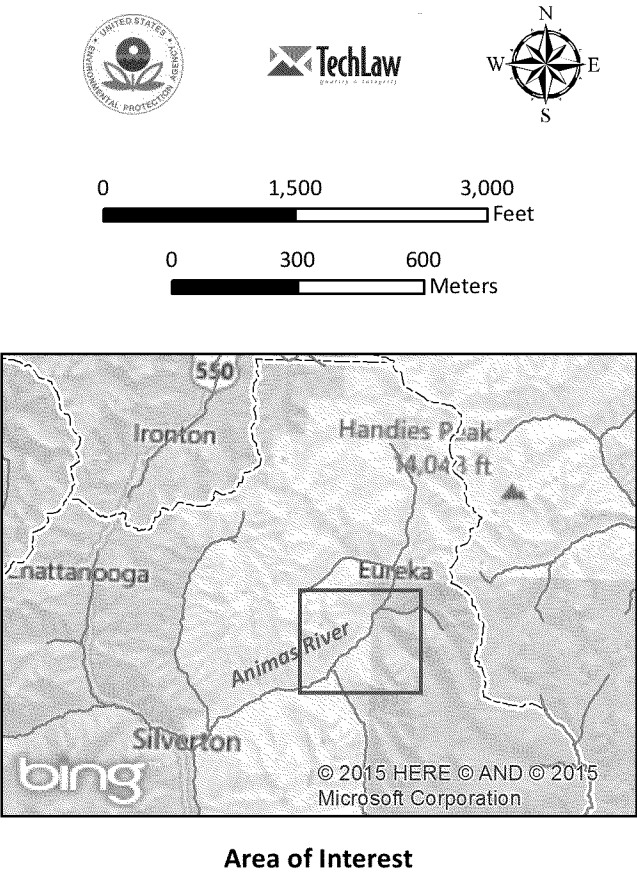 UNITED STATES
ENVIRONMENTAL PROTECTION AGENCY
TechLaw
Quality & Integrity
N
W E
S
0 1,500 3,000
Feet
0 300 600
Meters
550
Ironton
Handies Peak
14,048 ft
Chattanooga
Eureka
Animas River
Silverton
bing
© 2015 HERE © AND © 2015
Microsoft Corporation
Area of Interest